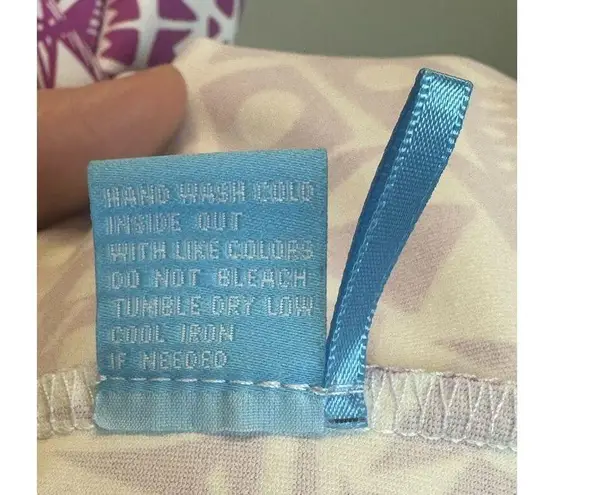 HAND WASH COLD
INSIDE OUT
WITH LIKE COLORS
DO NOT BLEACH
TUMBLE DRY LOW
COOL IRON
IF NEEDED